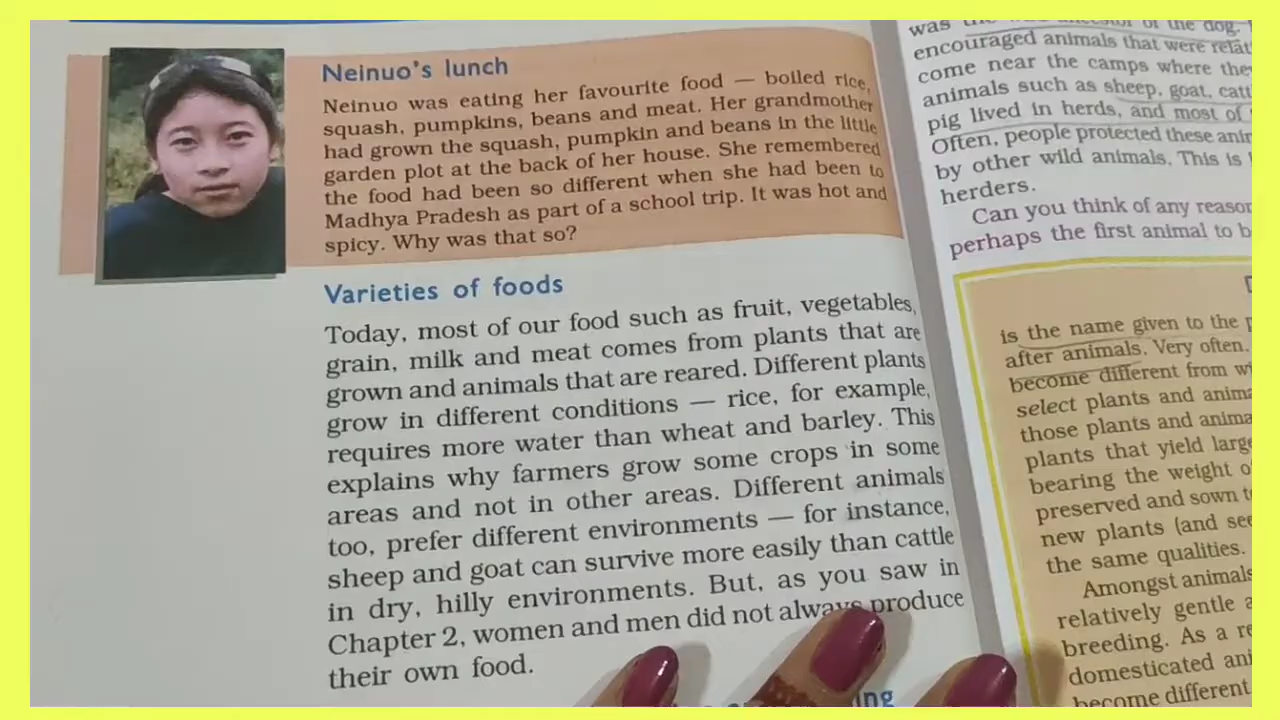 Neinuo's lunch
Neinuo was eating her favourite food — boiled rice,
squash, pumpkins, beans and meat. Her grandmother
had grown the squash, pumpkin and beans in the little
garden plot at the back of her house. She remembered
the food had been so different when she had been to
Madhya Pradesh as part of a school trip. It was hot and
spicy. Why was that so?
Varieties of foods
Today, most of our food such as fruit, vegetables,
grain, milk and meat comes from plants that are
grown and animals that are reared. Different plants
grow in different conditions — rice, for example,
requires more water than wheat and barley. This
explains why farmers grow some crops in some
areas and not in other areas. Different animals
too, prefer different environments — for instance,
sheep and goat can survive more easily than cattle
in dry, hilly environments. But, as you saw in
Chapter 2, women and men did not always produce
their own food.
was the ancestor of the dog.
encouraged animals that were
come near the camps where
animals such as sheep, goat,
pig lived in herds, and most of
Often, people protected these
by other wild animals. This is
herders.
Can you think of any
perhaps the first animal to
is the name given to the
after animals. Very often,
become different from
select plants and
those plants and
plants that yield
bearing the weight
preserved and sown
new plants (and
the same qualities.
Amongst animals
relatively gentle
breeding. As a
domesticated
become different